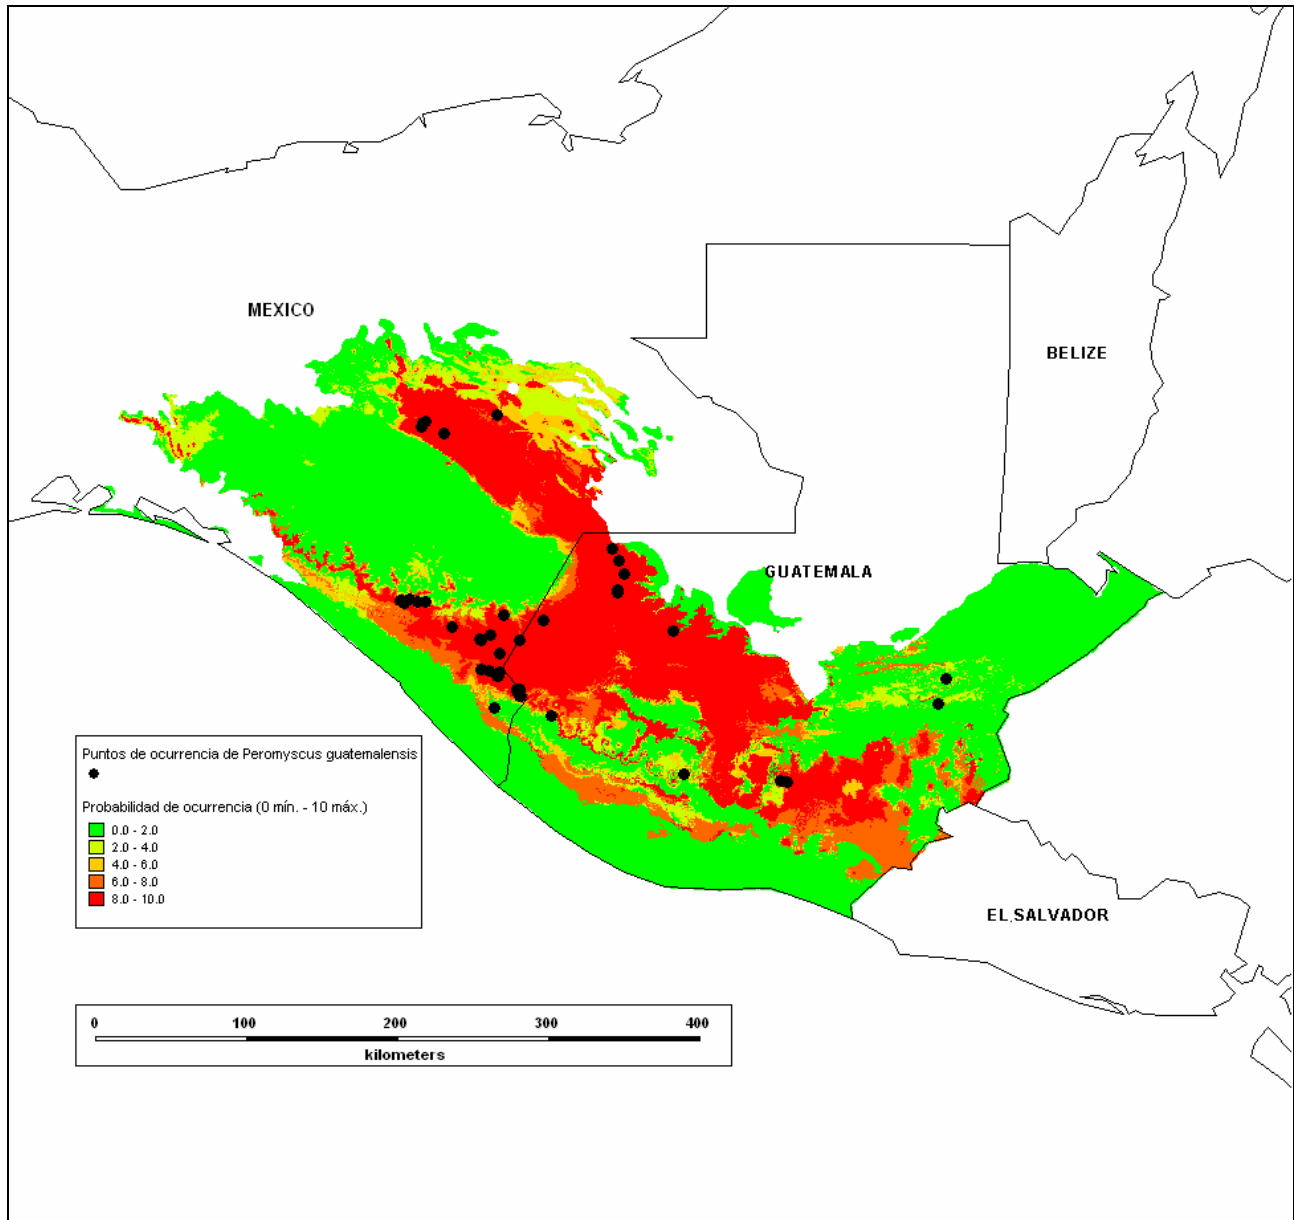 MEXICO
BELIZE
GUATEMALA
EL.SALVADOR
Puntos de ocurrencia de Peromyscus guatemalensis
Probabilidad de ocurrencia (0 mín. - 10 máx.)
0.0 - 2.0
2.0 - 4.0
4.0 - 6.0
6.0 - 8.0
8.0 - 10.0
0 100 200 300 400
kilometers